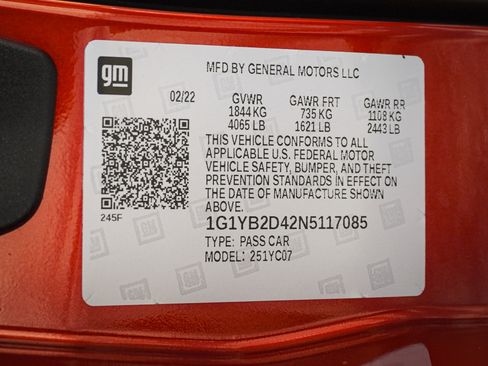 gm
MFD BY GENERAL MOTORS LLC
02/22 GVWR GAWR FRT GAWR RR
1844 KG 735 KG 1108 KG
4065 LB 1621 LB 2443 LB
THIS VEHICLE CONFORMS TO ALL
APPLICABLE U.S. FEDERAL MOTOR
VEHICLE SAFETY, BUMPER, AND THEFT
PREVENTION STANDARDS IN EFFECT ON
THE DATE OF MANUFACTURE SHOWN
ABOVE.
245F
1G1YB2D42N5117085
TYPE: PASS CAR
MODEL: 251YC07